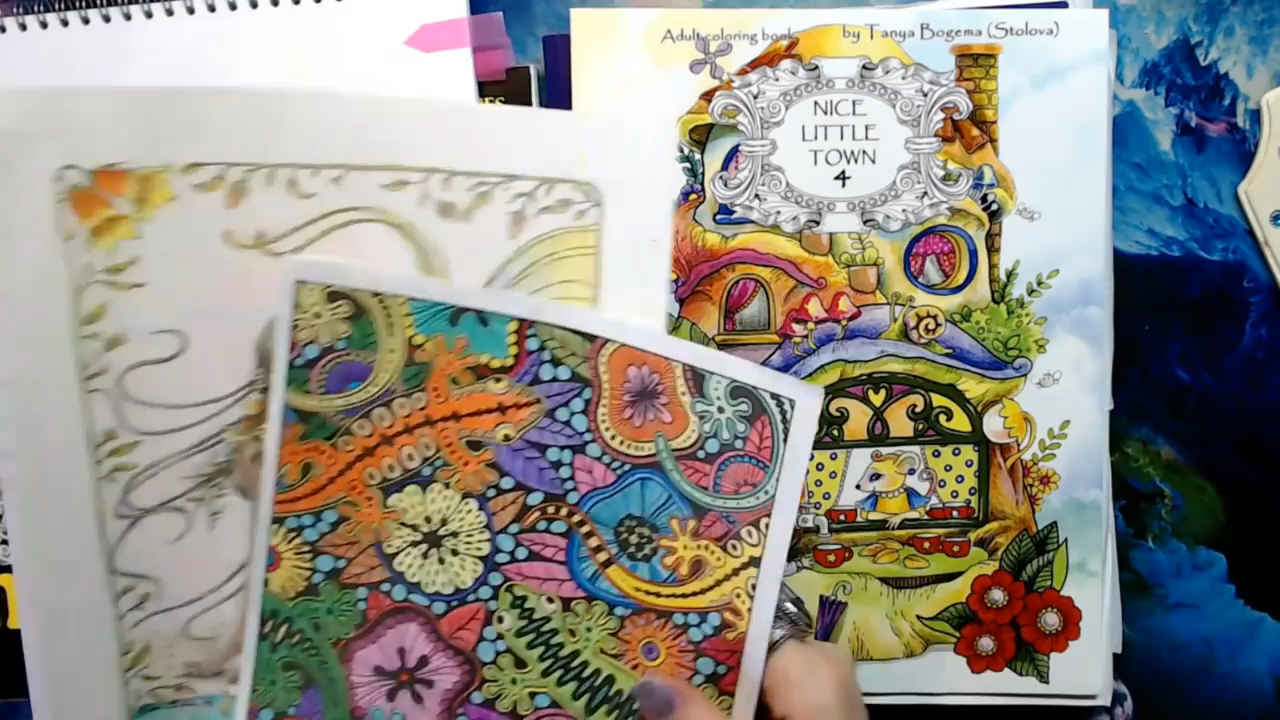 Adult coloring book
by Tanya Bogema (Stolova)
NICE
LITTLE
TOWN
4